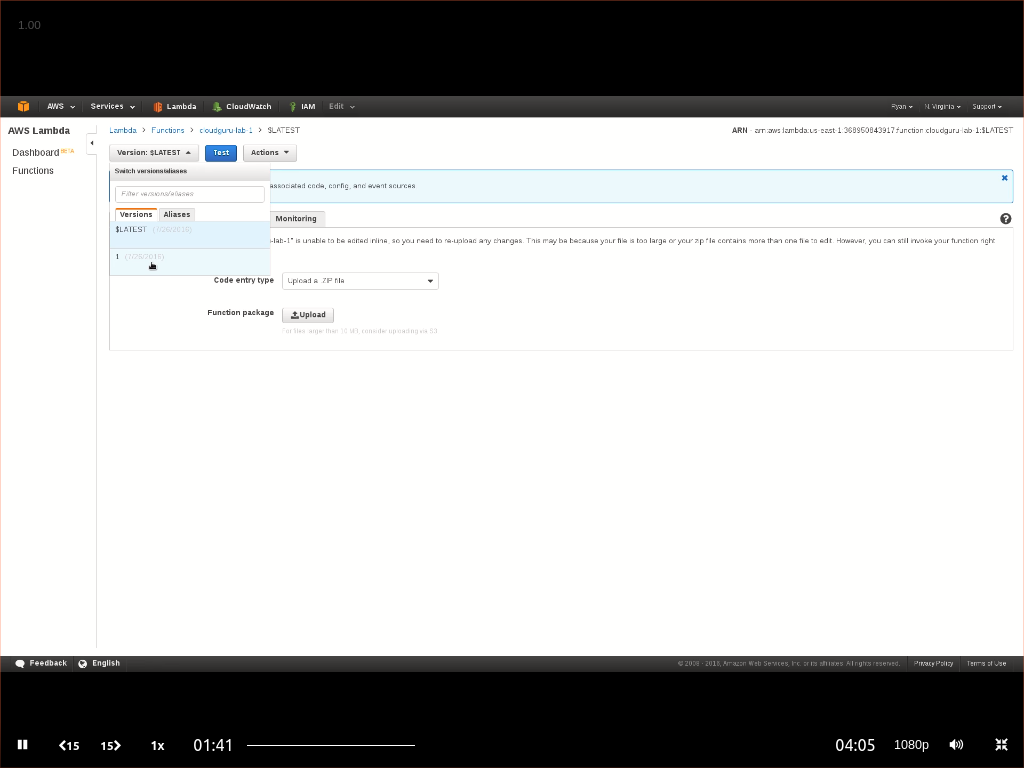 1.00
AWS Services Lambda CloudWatch IAM Edit Ryan N. Virginia Support
AWS Lambda
Dashboard BETA
Functions
Lambda > Functions > cloudguru-lab-1 > $LATEST
ARN - arn:aws:lambda:us-east-1:368950843917:function:cloudguru-lab-1:$LATEST
Version: $LATEST Test Actions
Switch versions/aliases
associated code, config, and event sources
Filter versions/aliases
Versions Aliases
Monitoring
$LATEST (7/26/2016)
s-lab-1" is unable to be edited inline, so you need to re-upload any changes. This may be because your file is too large or your zip file contains more than one file to edit. However, you can still invoke your function right
1 (7/26/2016)
Code entry type Upload a .ZIP file
Function package Upload
For files larger than 10 MB, consider uploading via S3.
Feedback English
© 2008 - 2016, Amazon Web Services, Inc. or its affiliates. All rights reserved. Privacy Policy Terms of Use
15 15 1x 01:41 04:05 1080p